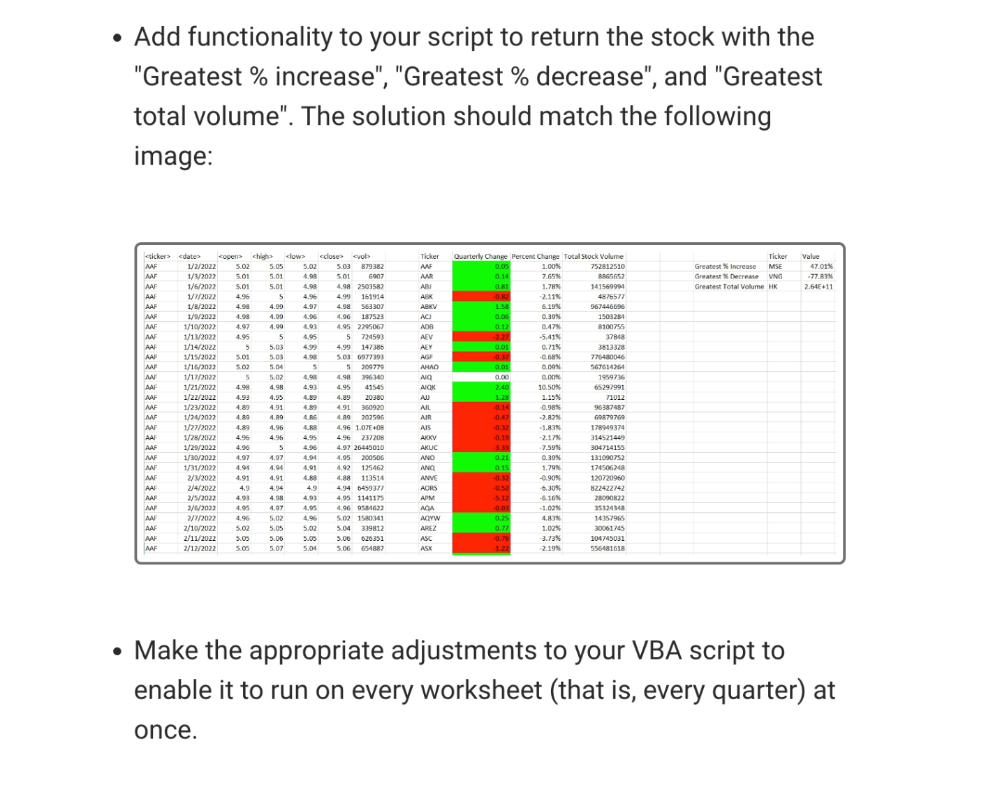 • Add functionality to your script to return the stock with the
"Greatest % increase", "Greatest % decrease", and "Greatest
total volume". The solution should match the following
image:
<ticker> <date> <open> <high> <low> <close> <vol> Ticker Quarterly Change Percent Change Total Stock Volume Ticker Value
AAF 1/2/2022 5.02 5.05 5.02 5.03 879382 AAF 0.05 1.00% 752812510 Greatest % Increase MSE 47.01%
AAF 1/3/2022 5.01 5.01 4.98 5.01 6907 AAR 0.14 7.65% 8865652 Greatest % Decrease VNG -77.83%
AAF 1/6/2022 5.01 5.01 4.98 4.98 2503582 ABJ 0.81 1.78% 141569994 Greatest Total Volume HK 2.64E+11
AAF 1/7/2022 4.96 5 4.96 4.99 161914 ABK -0.82 -2.11% 4876577
AAF 1/8/2022 4.98 4.99 4.97 4.98 563307 ABKV 1.58 6.19% 967446696
AAF 1/9/2022 4.98 4.99 4.96 4.96 187523 ACJ 0.06 0.39% 1503284
AAF 1/10/2022 4.97 4.99 4.93 4.95 2295067 ADB 0.12 0.47% 8100755
AAF 1/13/2022 4.95 5 4.95 5 724593 AEV -2.27 -5.41% 37848
AAF 1/14/2022 5 5.03 4.99 4.99 147386 AEY 0.01 0.71% 3813328
AAF 1/15/2022 5.01 5.03 4.98 5.03 6977393 AGF -0.37 -0.68% 776480046
AAF 1/16/2022 5.02 5.04 5 5 209779 AHAO 0.01 0.09% 567614264
AAF 1/17/2022 5 5.02 4.98 4.98 396340 AIQ 0.00 0.00% 1959736
AAF 1/21/2022 4.98 4.98 4.93 4.95 41545 AIQK 2.40 10.50% 65297991
AAF 1/22/2022 4.93 4.95 4.89 4.89 20380 AJJ 1.28 1.15% 71012
AAF 1/23/2022 4.89 4.91 4.89 4.91 360920 AJL -0.14 -0.98% 96387487
AAF 1/24/2022 4.89 4.89 4.86 4.89 202596 AJR -0.47 -2.82% 69879769
AAF 1/27/2022 4.89 4.96 4.88 4.96 1.07E+08 AJS -0.32 -1.83% 178949374
AAF 1/28/2022 4.96 4.96 4.95 4.96 237208 AKKV -0.19 -2.17% 314521449
AAF 1/29/2022 4.96 5 4.96 4.97 26445010 AKUC -3.33 -7.59% 304714155
AAF 1/30/2022 4.97 4.97 4.94 4.95 200506 ANO 0.21 0.39% 131090752
AAF 1/31/2022 4.94 4.94 4.91 4.92 125462 ANQ 0.15 1.79% 174506248
AAF 2/3/2022 4.91 4.91 4.88 4.88 113514 ANVE -0.32 -0.90% 120720960
AAF 2/4/2022 4.9 4.94 4.9 4.94 6459377 AORS -0.52 -6.30% 822422742
AAF 2/5/2022 4.93 4.98 4.93 4.95 1141175 APM -5.12 -6.16% 28090822
AAF 2/6/2022 4.95 4.97 4.95 4.96 9584622 AQA -0.03 -1.02% 35324348
AAF 2/7/2022 4.96 5.02 4.96 5.02 1580341 AQYW 0.25 4.83% 14357965
AAF 2/10/2022 5.02 5.05 5.02 5.04 339812 AREZ 0.77 1.02% 30061745
AAF 2/11/2022 5.05 5.06 5.05 5.06 626351 ASC -0.76 -3.73% 104745031
AAF 2/12/2022 5.05 5.07 5.04 5.06 654887 ASX -1.22 -2.19% 556481618
• Make the appropriate adjustments to your VBA script to
enable it to run on every worksheet (that is, every quarter) at
once.